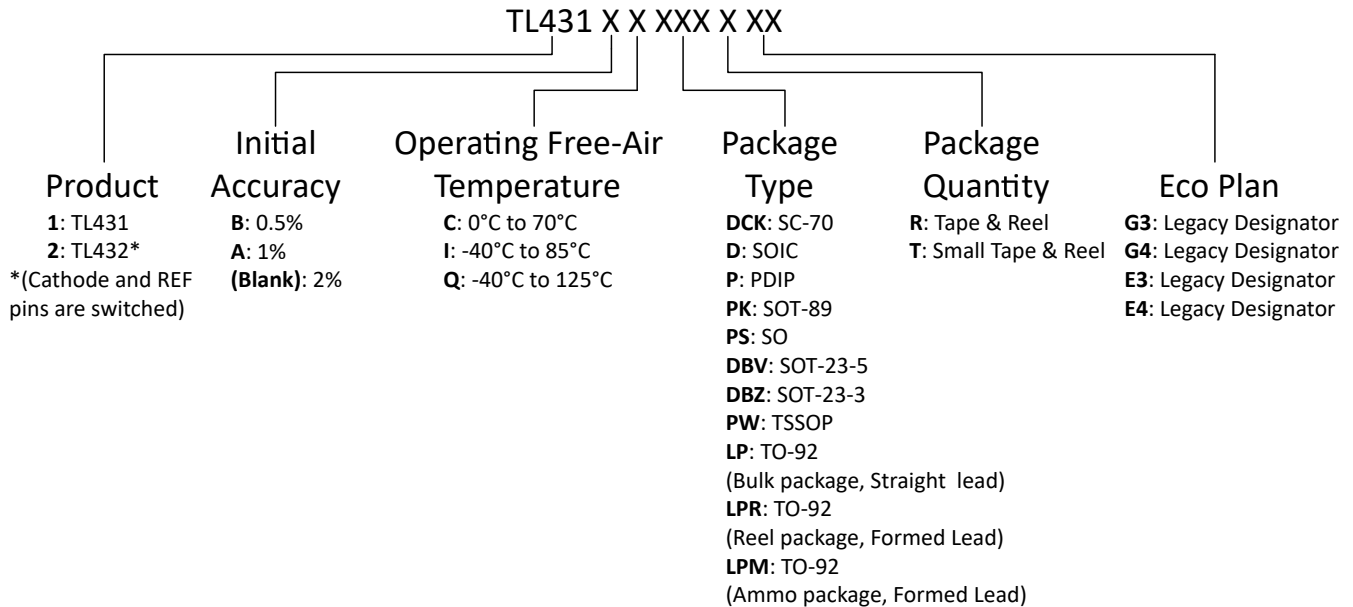 TL431 X X XXX X XX
Product
1: TL431
2: TL432*
*(Cathode and REF
pins are switched)
Initial
Accuracy
B: 0.5%
A: 1%
(Blank): 2%
Operating Free-Air
Temperature
C: 0°C to 70°C
I: -40°C to 85°C
Q: -40°C to 125°C
Package
Type
DCK: SC-70
D: SOIC
P: PDIP
PK: SOT-89
PS: SO
DBV: SOT-23-5
DBZ: SOT-23-3
PW: TSSOP
LP: TO-92
(Bulk package, Straight lead)
LPR: TO-92
(Reel package, Formed Lead)
LPM: TO-92
(Ammo package, Formed Lead)
Package
Quantity
R: Tape & Reel
T: Small Tape & Reel
Eco Plan
G3: Legacy Designator
G4: Legacy Designator
E3: Legacy Designator
E4: Legacy Designator